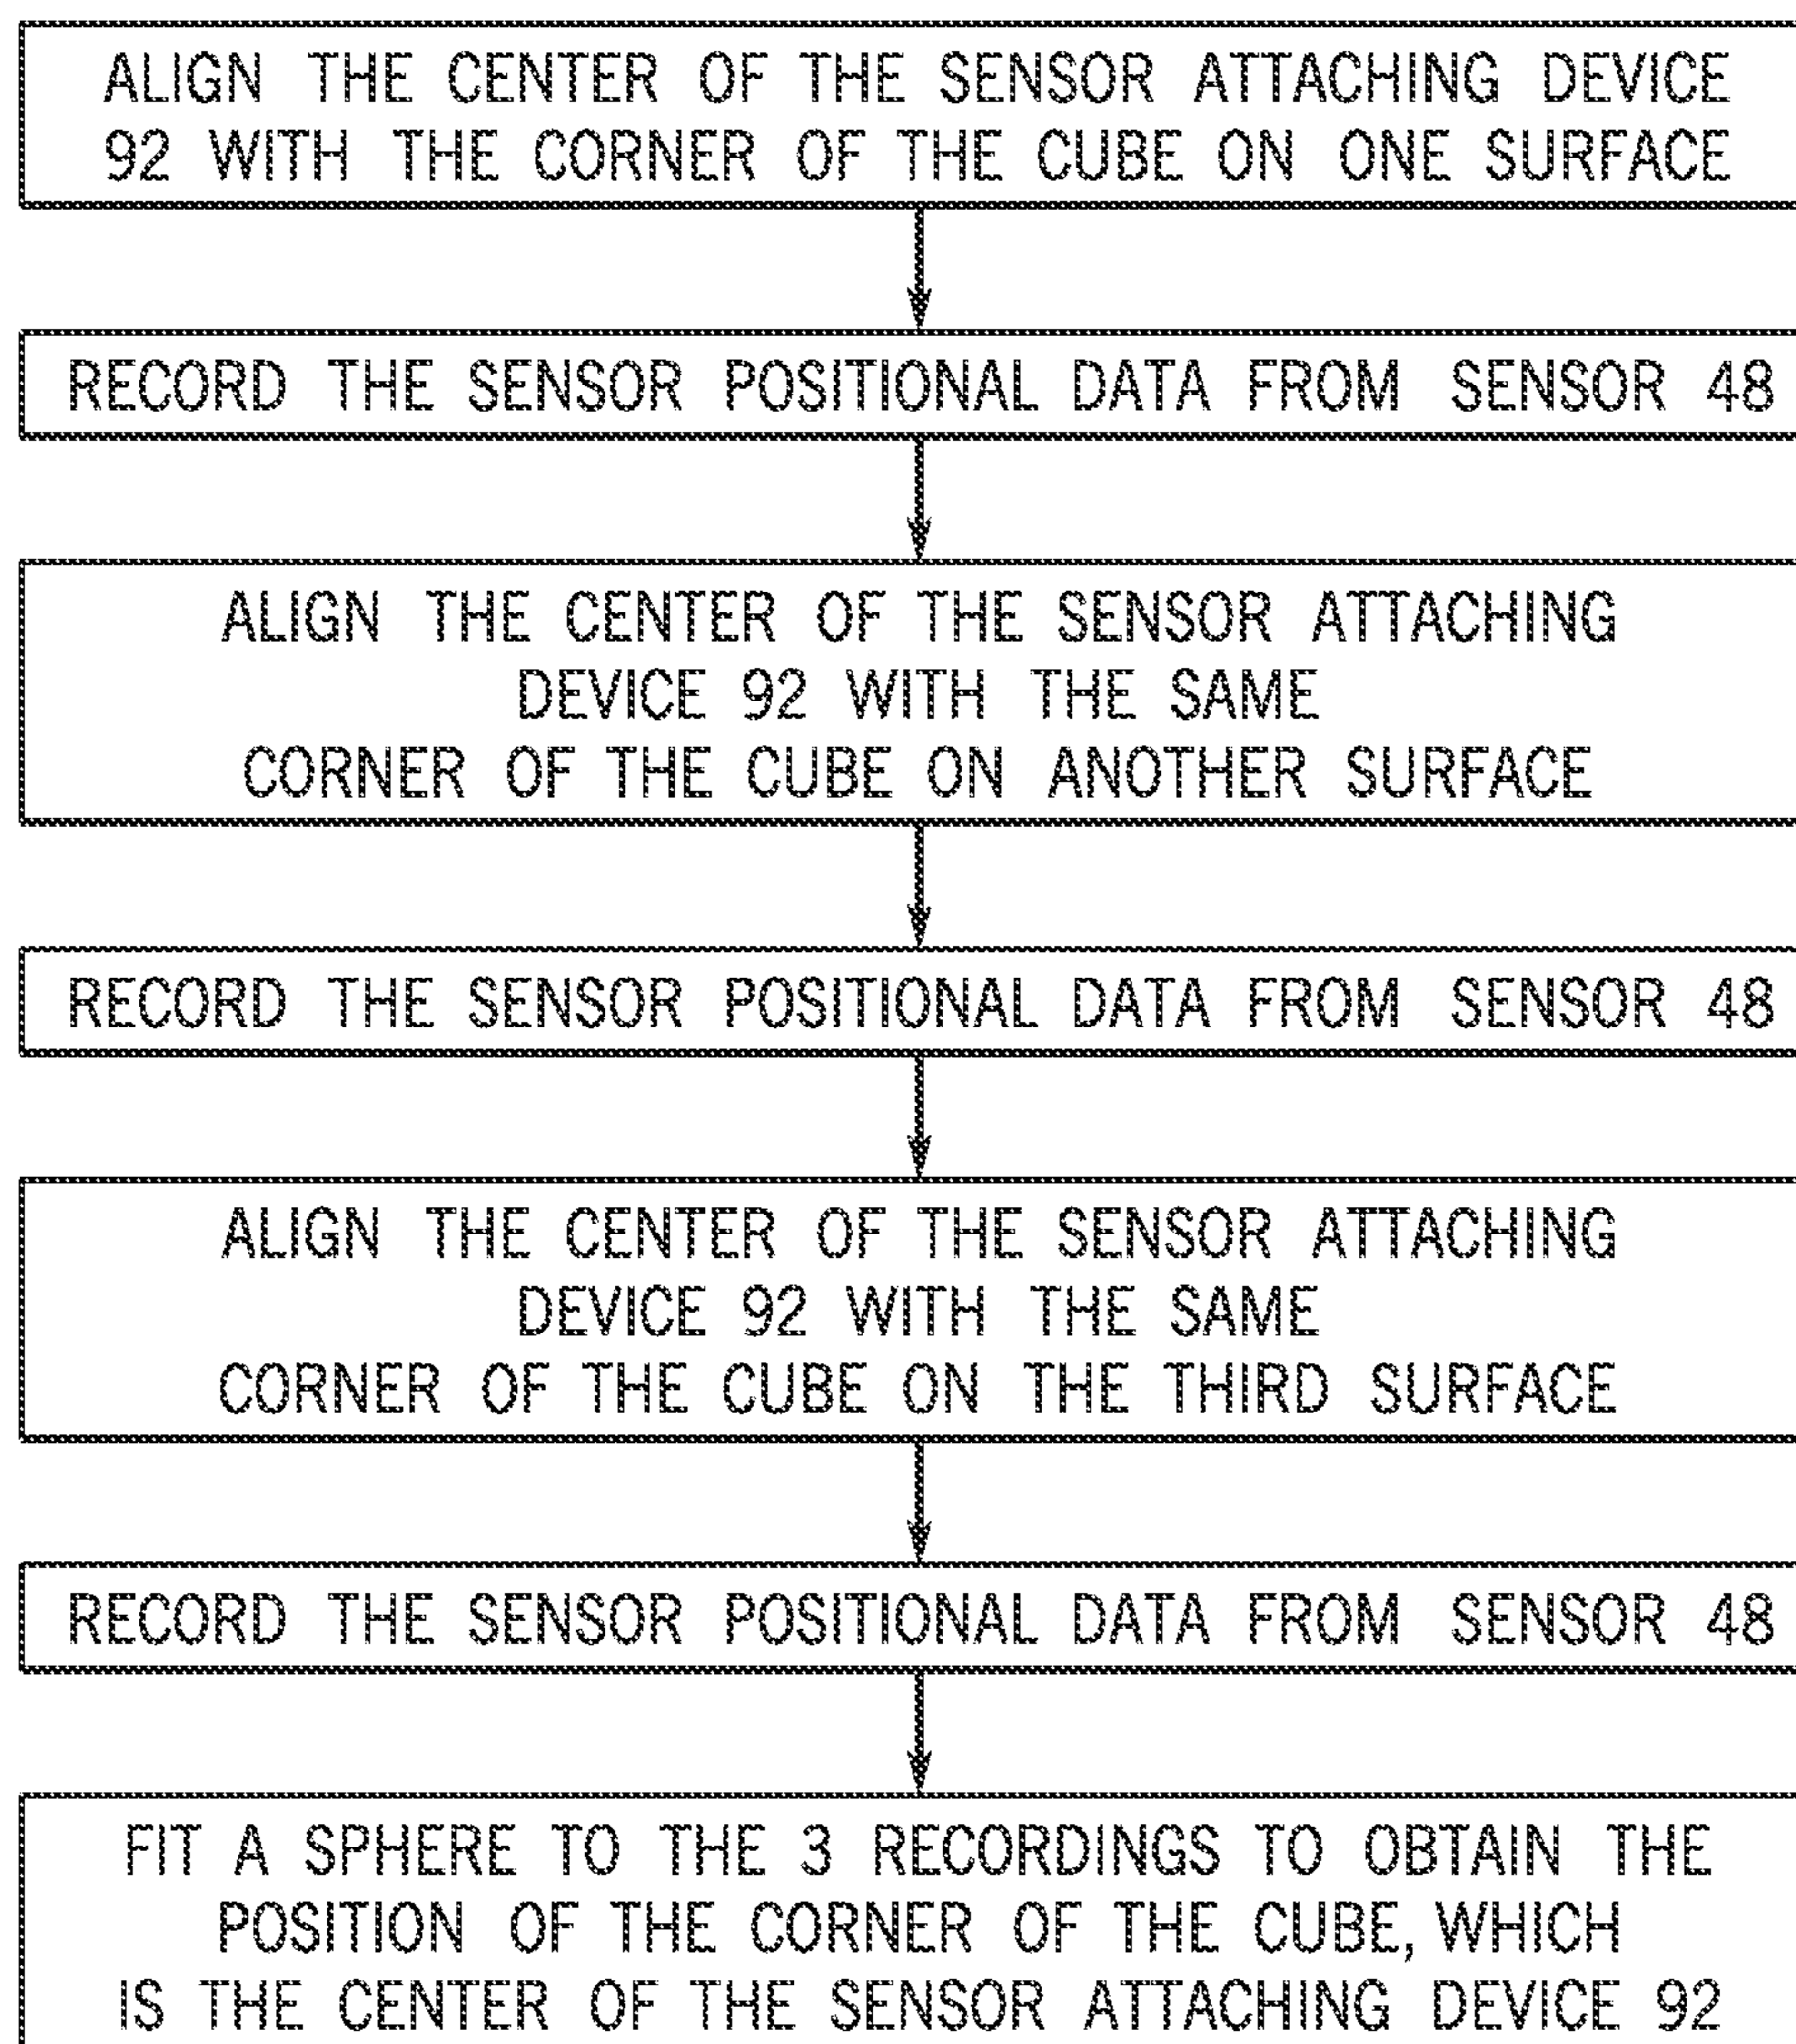 ALIGN THE CENTER OF THE SENSOR ATTACHING DEVICE
92 WITH THE CORNER OF THE CUBE ON ONE SURFACE
RECORD THE SENSOR POSITIONAL DATA FROM SENSOR 48
ALIGN THE CENTER OF THE SENSOR ATTACHING
DEVICE 92 WITH THE SAME
CORNER OF THE CUBE ON ANOTHER SURFACE
RECORD THE SENSOR POSITIONAL DATA FROM SENSOR 48
ALIGN THE CENTER OF THE SENSOR ATTACHING
DEVICE 92 WITH THE SAME
CORNER OF THE CUBE ON THE THIRD SURFACE
RECORD THE SENSOR POSITIONAL DATA FROM SENSOR 48
FIT A SPHERE TO THE 3 RECORDINGS TO OBTAIN THE
POSITION OF THE CORNER OF THE CUBE, WHICH
IS THE CENTER OF THE SENSOR ATTACHING DEVICE 92